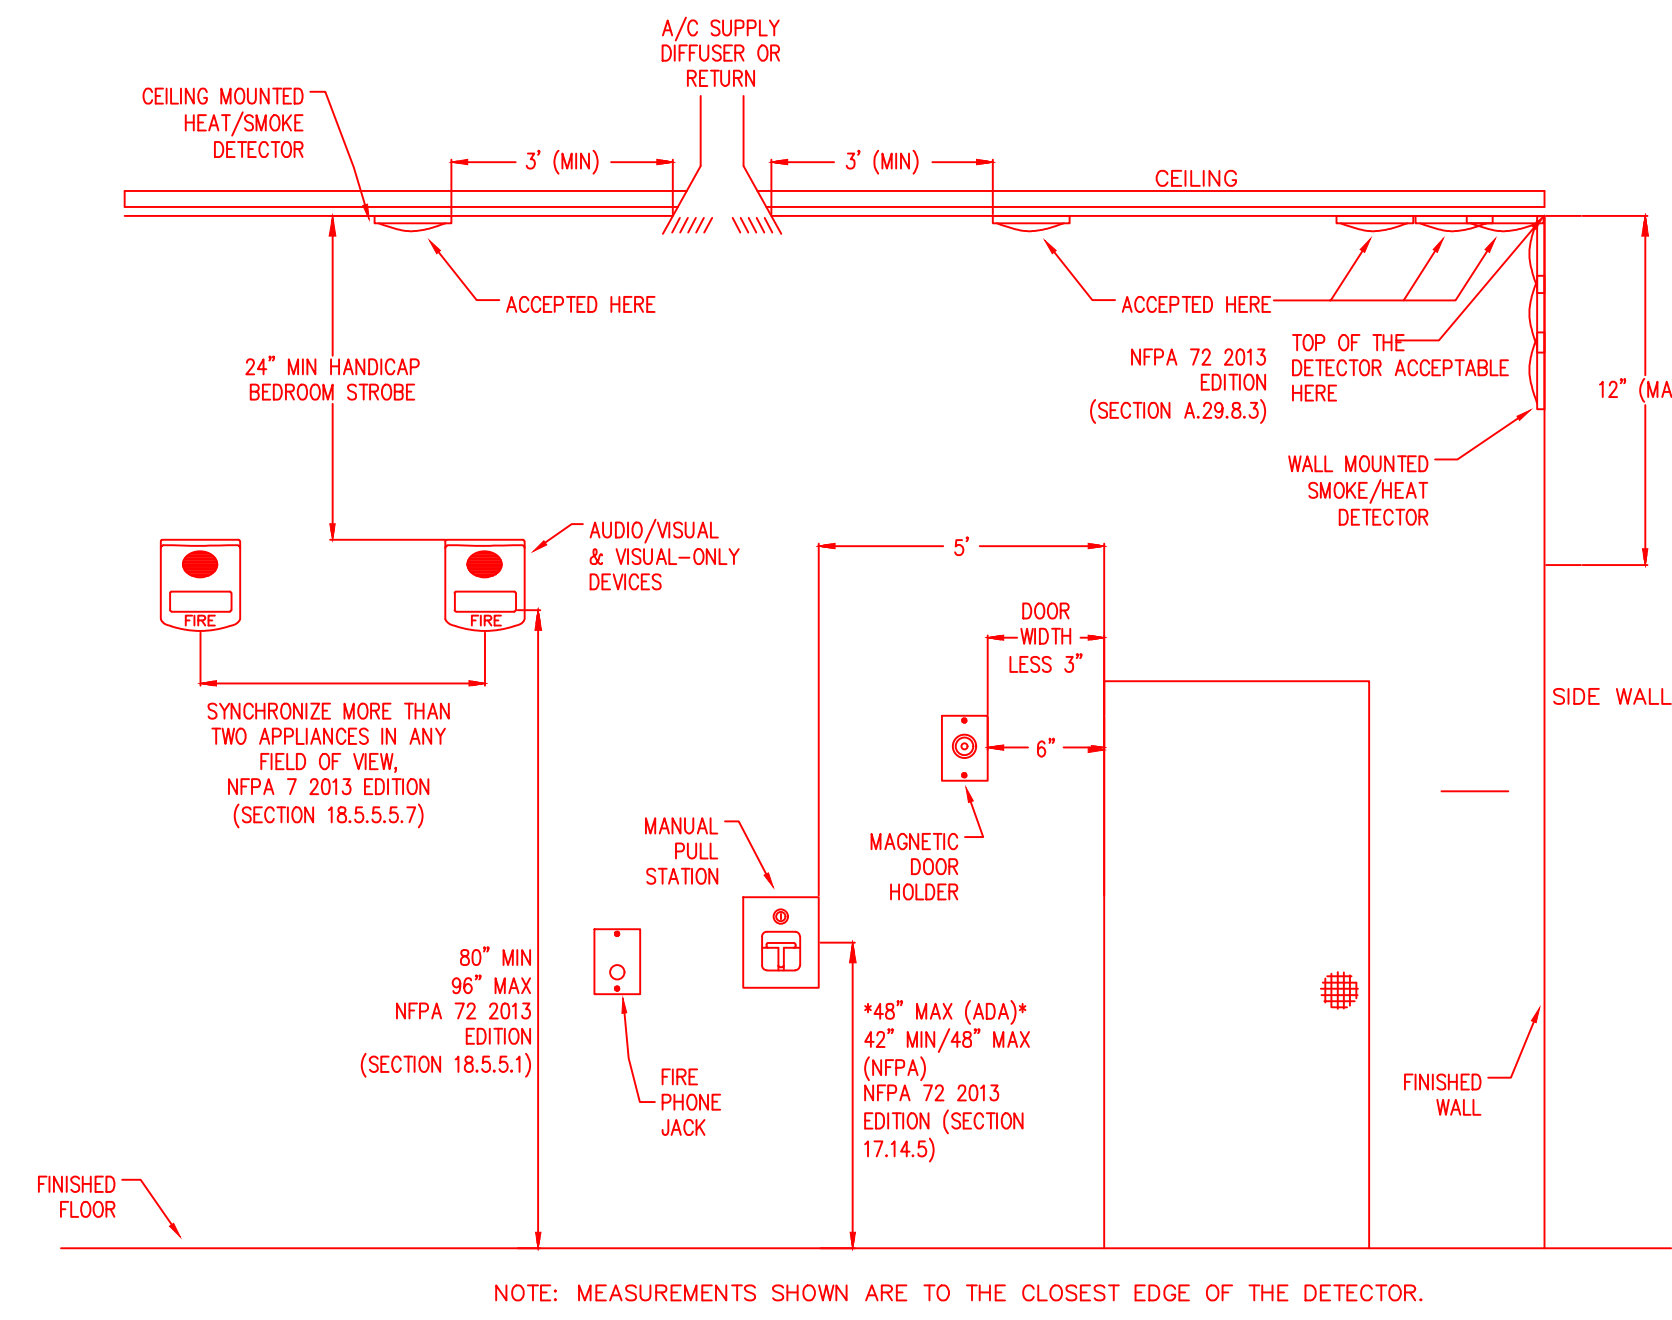 A/C SUPPLY
DIFFUSER OR
RETURN
CEILING MOUNTED
HEAT/SMOKE
DETECTOR
3' (MIN)
3' (MIN)
CEILING
ACCEPTED HERE
ACCEPTED HERE
24" MIN HANDICAP
BEDROOM STROBE
NFPA 72 2013
EDITION
(SECTION A.29.8.3)
TOP OF THE
DETECTOR ACCEPTABLE
HERE
12" (MA
WALL MOUNTED
SMOKE/HEAT
DETECTOR
AUDIO/VISUAL
& VISUAL-ONLY
DEVICES
5'
FIRE
FIRE
DOOR
WIDTH
LESS 3"
SIDE WALL
SYNCHRONIZE MORE THAN
TWO APPLIANCES IN ANY
FIELD OF VIEW,
NFPA 7 2013 EDITION
(SECTION 18.5.5.5.7)
6"
MANUAL
PULL
STATION
MAGNETIC
DOOR
HOLDER
80" MIN
96" MAX
NFPA 72 2013
EDITION
(SECTION 18.5.5.1)
*48" MAX (ADA)*
42" MIN/48" MAX
(NFPA)
NFPA 72 2013
EDITION (SECTION
17.14.5)
FIRE
PHONE
JACK
FINISHED
WALL
FINISHED
FLOOR
NOTE: MEASUREMENTS SHOWN ARE TO THE CLOSEST EDGE OF THE DETECTOR.